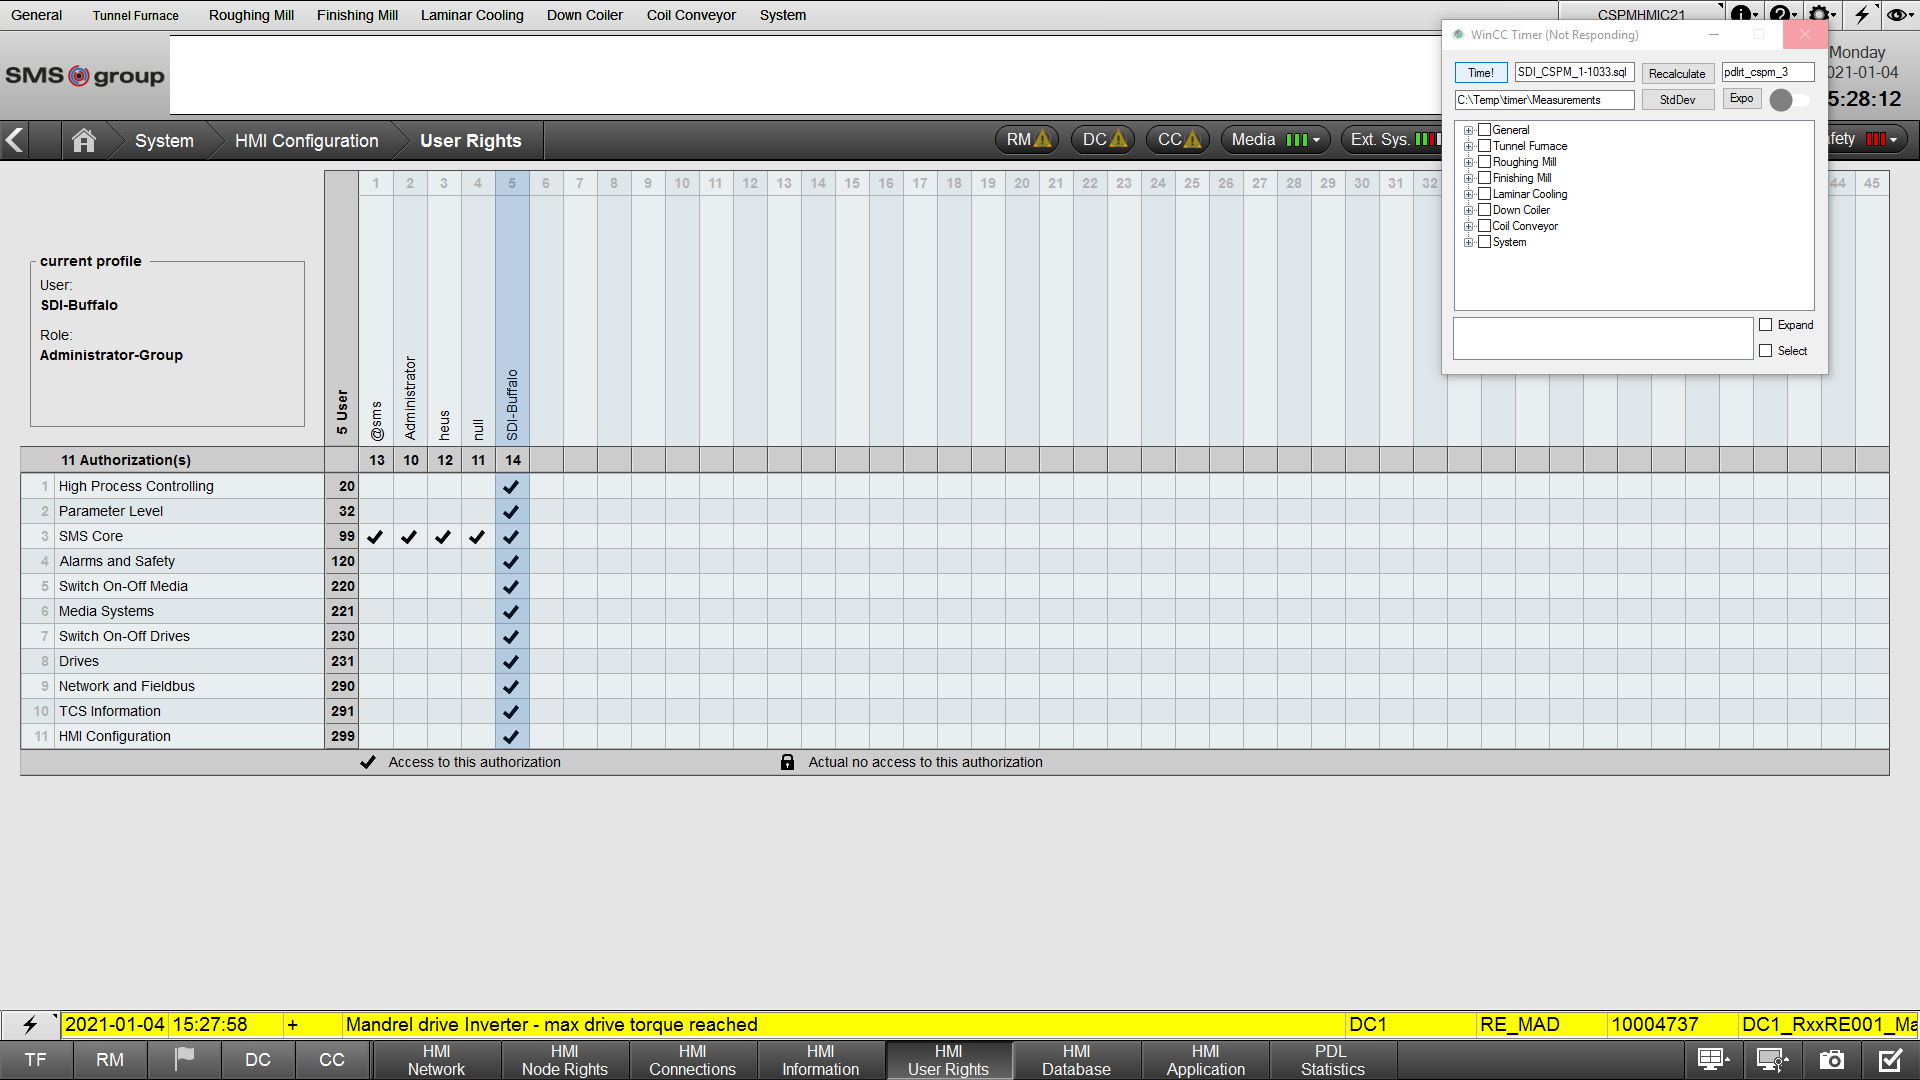 General Tunnel Furnace Roughing Mill Finishing Mill Laminar Cooling Down Coiler Coil Conveyor System CSPMHMIC21
SMS group
Monday
2021-01-04
5:28:12
WinCC Timer (Not Responding)
Time! SDI_CSPM_1-1033.sql Recalculate pdlrt_cspm_3
C:\Temp\timer\Measurements StdDev Expo
General
Tunnel Furnace
Roughing Mill
Finishing Mill
Laminar Cooling
Down Coiler
Coil Conveyor
System
Expand
Select
System HMI Configuration User Rights RM DC CC Media Ext. Sys. fety
1 2 3 4 5 6 7 8 9 10 11 12 13 14 15 16 17 18 19 20 21 22 23 24 25 26 27 28 29 30 31 32 44 45
current profile
User:
SDI-Buffalo
Role:
Administrator-Group
5 User @sms Administrator heus null SDI-Buffalo
11 Authorization(s) 13 10 12 11 14
1 High Process Controlling 20
2 Parameter Level 32
3 SMS Core 99
4 Alarms and Safety 120
5 Switch On-Off Media 220
6 Media Systems 221
7 Switch On-Off Drives 230
8 Drives 231
9 Network and Fieldbus 290
10 TCS Information 291
11 HMI Configuration 299
Access to this authorization Actual no access to this authorization
2021-01-04 15:27:58 + Mandrel drive Inverter - max drive torque reached DC1 RE_MAD 10004737 DC1_RxxRE001_Ma
TF RM DC CC
HMI Network
HMI Node Rights
HMI Connections
HMI Information
HMI User Rights
HMI Database
HMI Application
PDL Statistics